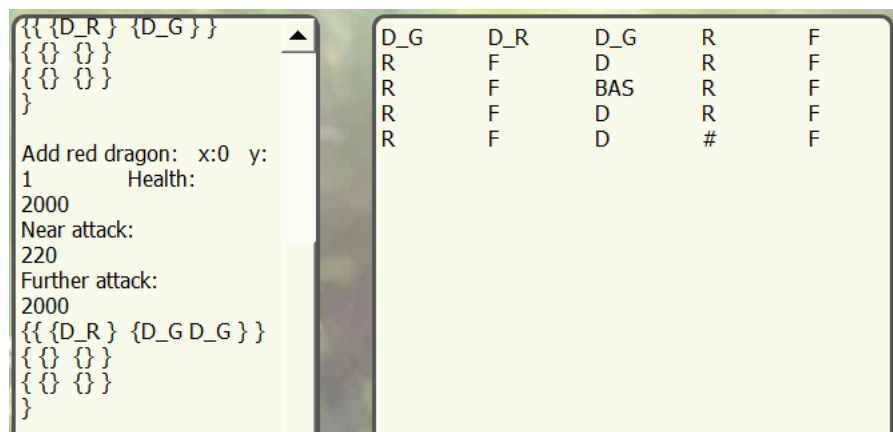 {{ {D_R }  {D_G } }
{ {}  {} }
{ {}  {} }
}
Add red dragon:   x:0   y:
1   Health:
2000
Near attack:
220
Further attack:
2000
{{ {D_R }  {D_G D_G } }
{ {}  {} }
{ {}  {} }
}
D_G D_R D_G R F
R F D R F
R F BAS R F
R F D R F
R F D # F